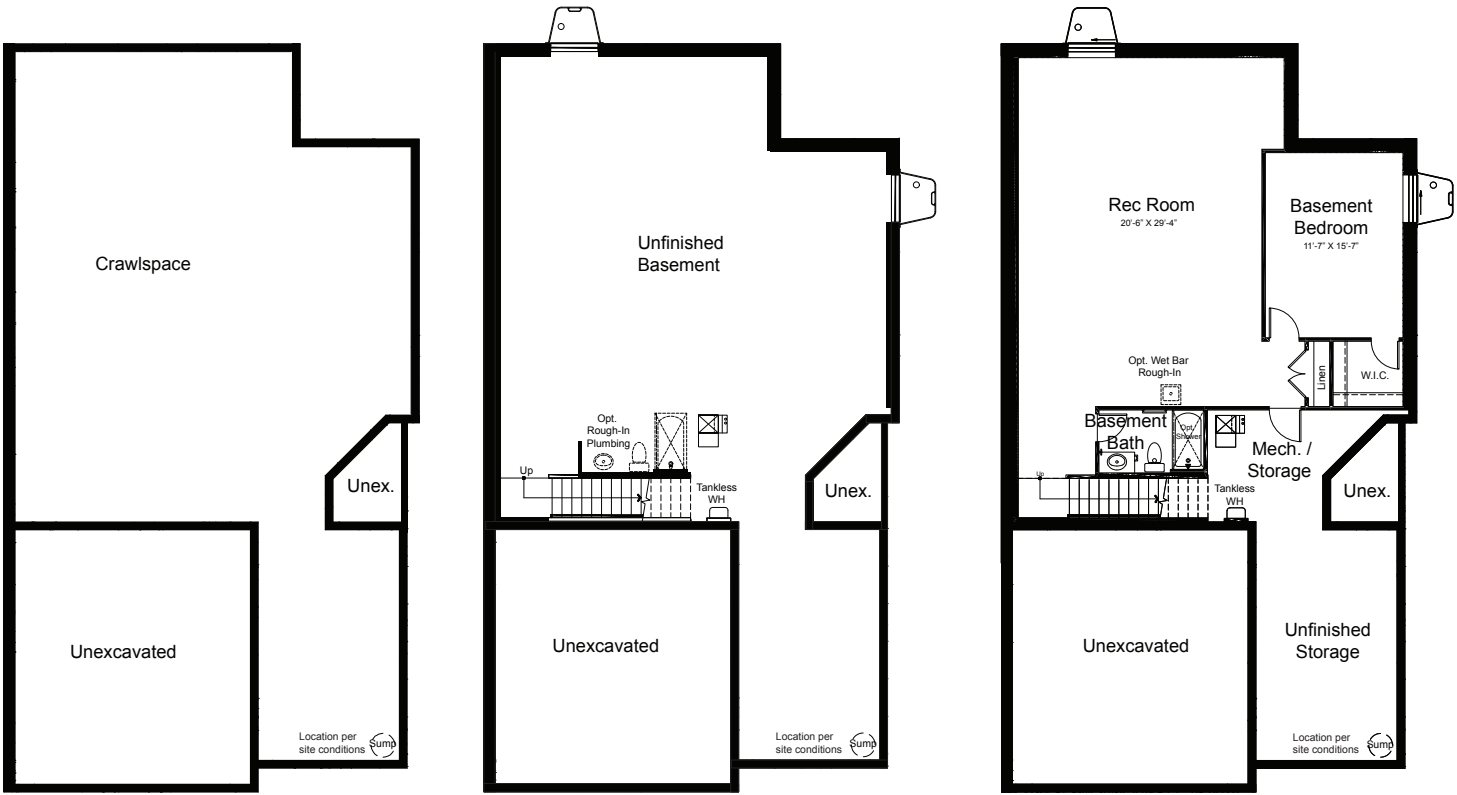 Crawlspace
Unex.
Unexcavated
Location per
site conditions
Sump
Unfinished
Basement
Opt.
Rough-In
Plumbing
Up
Tankless
WH
Unex.
Unexcavated
Location per
site conditions
Sump
Rec Room
20'-6" X 29'-4"
Basement
Bedroom
11'-7" X 15'-7"
Opt. Wet Bar
Rough-In
Linen
W.I.C.
Basement
Bath
Opt.
Shower
Mech. /
Storage
Up
Tankless
WH
Unex.
Unexcavated
Unfinished
Storage
Location per
site conditions
Sump